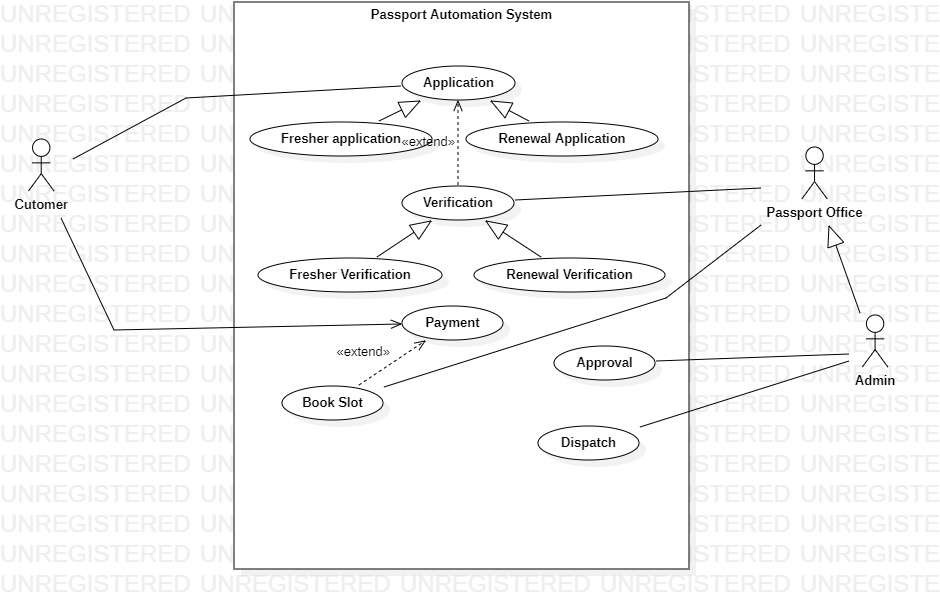 Passport Automation System
Application
Fresher application
«extend»
Renewal Application
Cutomer
Verification
Passport Office
Fresher Verification
Renewal Verification
Payment
«extend»
Approval
Admin
Book Slot
Dispatch
UNREGISTERED UNREGISTERED UNREGISTERED UNREGISTERED